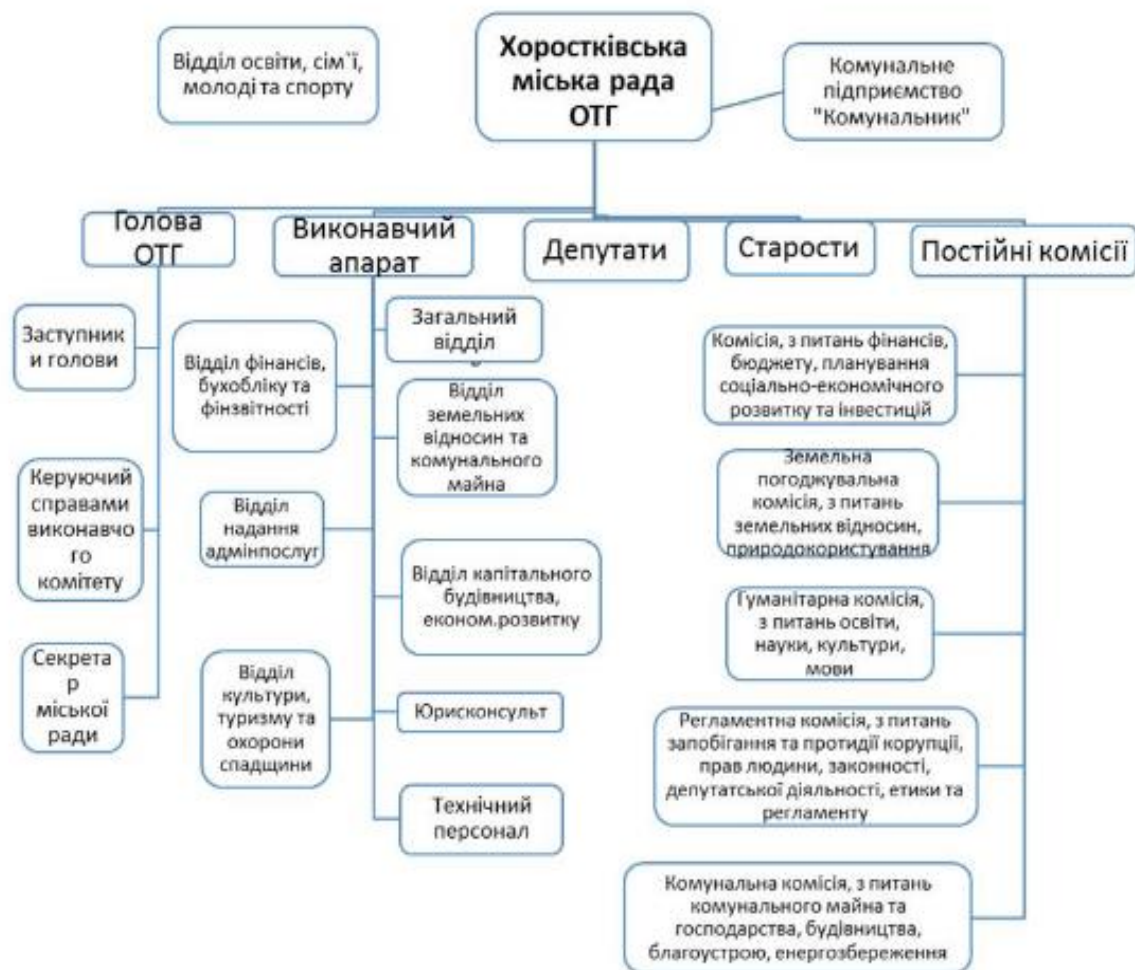 Відділ освіти, сім`ї,
молоді та спорту
Хоростківська
міська рада
ОТГ
Комунальне
підприємство
"Комунальник"
Голова
ОТГ
Виконавчий
апарат
Депутати
Старости
Постійні комісії
Заступник
и голови
Керуючий
справами
виконавчо
го
комітету
Секрета
р
міської
ради
Відділ фінансів,
бухобліку та
фінзвітності
Відділ
надання
адмінпослуг
Відділ
культури,
туризму та
охорони
спадщини
Загальний
відділ
Відділ
земельних
відносин та
комунального
майна
Відділ капітального
будівництва,
економ.розвитку
Юрисконсульт
Технічний
персонал
Комісія, з питань фінансів,
бюджету, планування
соціально-економічного
розвитку та інвестицій
Земельна
погоджувальна
комісія, з питань
земельних відносин,
природокористування
Гуманітарна комісія,
з питань освіти,
науки, культури,
мови
Регламентна комісія, з питань
запобігання та протидії корупції,
прав людини, законності,
депутатської діяльності, етики та
регламенту
Комунальна комісія, з питань
комунального майна та
господарства, будівництва,
благоустрою, енергозбереження